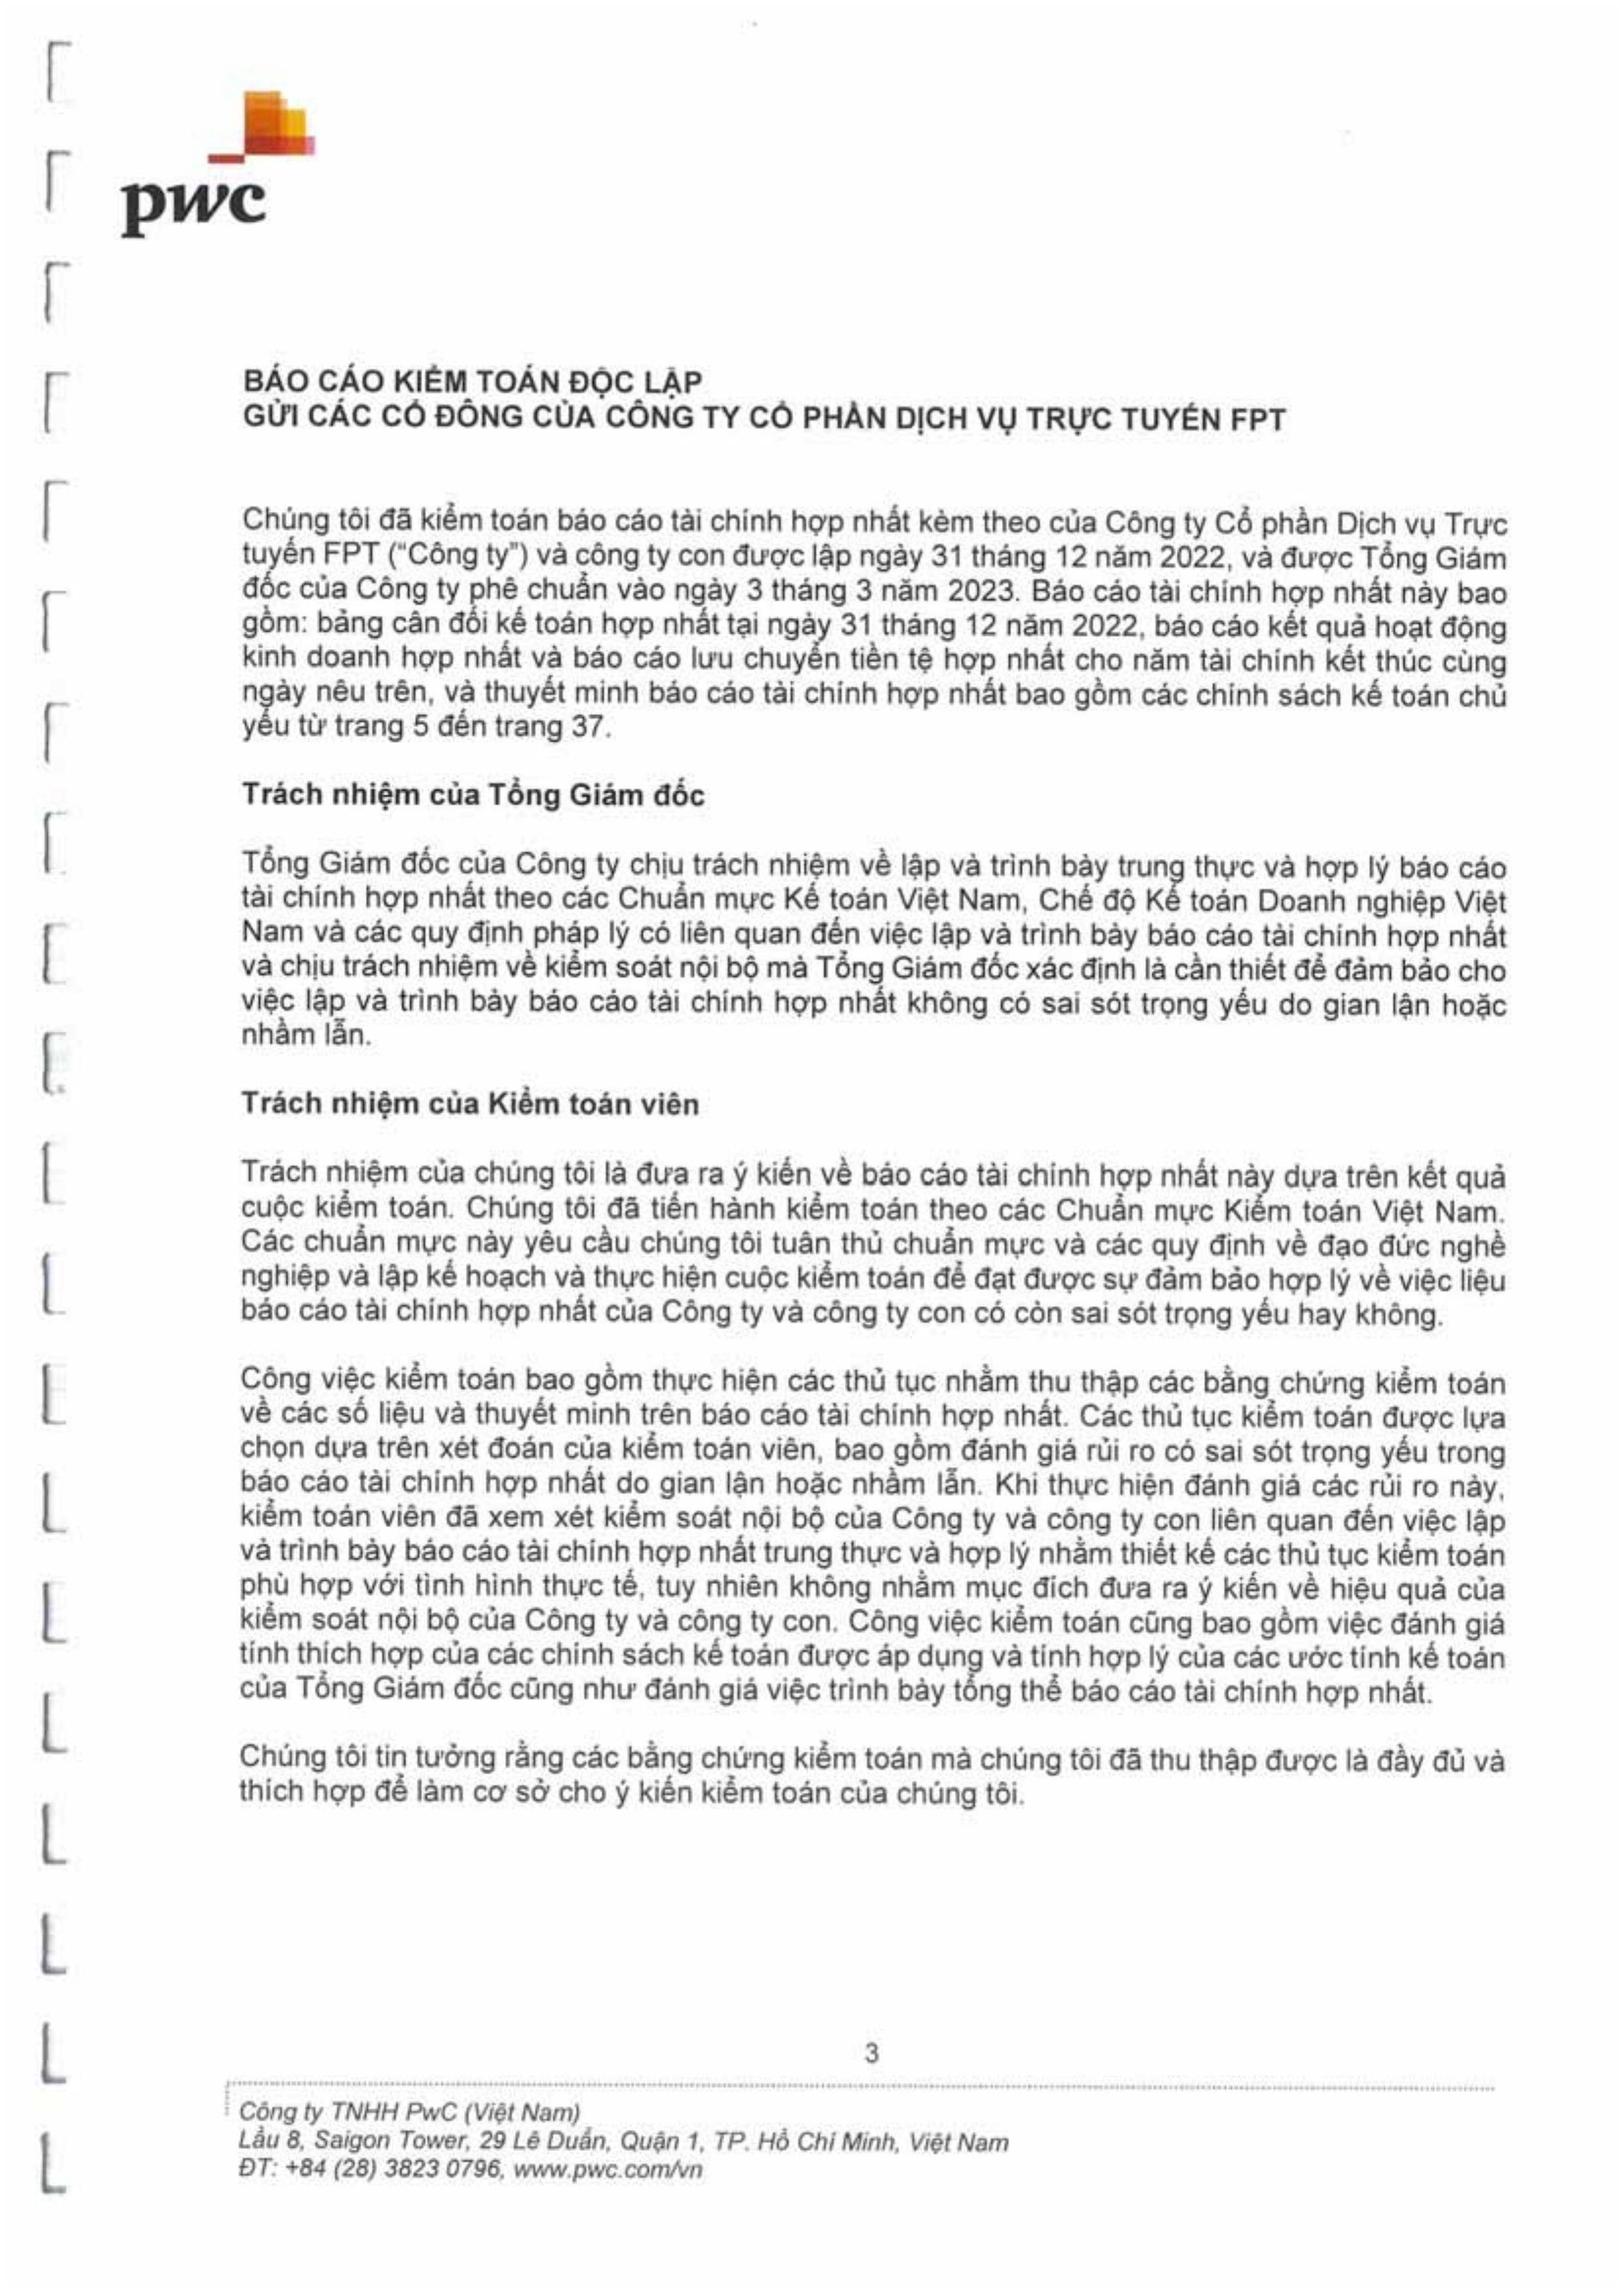 pwc
BÁO CÁO KIỂM TOÁN ĐỘC LẬP
GỬI CÁC CỔ ĐÔNG CỦA CÔNG TY CỔ PHẦN DỊCH VỤ TRỰC TUYẾN FPT
Chúng tôi đã kiểm toán báo cáo tài chính hợp nhất kèm theo của Công ty Cổ phần Dịch vụ Trực
tuyến FPT (“Công ty”) và công ty con được lập ngày 31 tháng 12 năm 2022, và được Tổng Giám
đốc của Công ty phê chuẩn vào ngày 3 tháng 3 năm 2023. Báo cáo tài chính hợp nhất này bao
gồm: bảng cân đối kế toán hợp nhất tại ngày 31 tháng 12 năm 2022, báo cáo kết quả hoạt động
kinh doanh hợp nhất và báo cáo lưu chuyển tiền tệ hợp nhất cho năm tài chính kết thúc cùng
ngày nêu trên, và thuyết minh báo cáo tài chính hợp nhất bao gồm các chính sách kế toán chủ
yếu từ trang 5 đến trang 37.
Trách nhiệm của Tổng Giám đốc
Tổng Giám đốc của Công ty chịu trách nhiệm về lập và trình bày trung thực và hợp lý báo cáo
tài chính hợp nhất theo các Chuẩn mực Kế toán Việt Nam, Chế độ Kế toán Doanh nghiệp Việt
Nam và các quy định pháp lý có liên quan đến việc lập và trình bày báo cáo tài chính hợp nhất
và chịu trách nhiệm về kiểm soát nội bộ mà Tổng Giám đốc xác định là cần thiết để đảm bảo cho
việc lập và trình bày báo cáo tài chính hợp nhất không có sai sót trọng yếu do gian lận hoặc
nhầm lẫn.
Trách nhiệm của Kiểm toán viên
Trách nhiệm của chúng tôi là đưa ra ý kiến về báo cáo tài chính hợp nhất này dựa trên kết quả
cuộc kiểm toán. Chúng tôi đã tiến hành kiểm toán theo các Chuẩn mực Kiểm toán Việt Nam.
Các chuẩn mực này yêu cầu chúng tôi tuân thủ chuẩn mực và các quy định về đạo đức nghề
nghiệp và lập kế hoạch và thực hiện cuộc kiểm toán để đạt được sự đảm bảo hợp lý về việc liệu
báo cáo tài chính hợp nhất của Công ty và công ty con có còn sai sót trọng yếu hay không.
Công việc kiểm toán bao gồm thực hiện các thủ tục nhằm thu thập các bằng chứng kiểm toán
về các số liệu và thuyết minh trên báo cáo tài chính hợp nhất. Các thủ tục kiểm toán được lựa
chọn dựa trên xét đoán của kiểm toán viên, bao gồm đánh giá rủi ro có sai sót trọng yếu trong
báo cáo tài chính hợp nhất do gian lận hoặc nhầm lẫn. Khi thực hiện đánh giá các rủi ro này,
kiểm toán viên đã xem xét kiểm soát nội bộ của Công ty và công ty con liên quan đến việc lập
và trình bày báo cáo tài chính hợp nhất trung thực và hợp lý nhằm thiết kế các thủ tục kiểm toán
phù hợp với tình hình thực tế, tuy nhiên không nhằm mục đích đưa ra ý kiến về hiệu quả của
kiểm soát nội bộ của Công ty và công ty con. Công việc kiểm toán cũng bao gồm việc đánh giá
tính thích hợp của các chính sách kế toán được áp dụng và tính hợp lý của các ước tính kế toán
của Tổng Giám đốc cũng như đánh giá việc trình bày tổng thể báo cáo tài chính hợp nhất.
Chúng tôi tin tưởng rằng các bằng chứng kiểm toán mà chúng tôi đã thu thập được là đầy đủ và
thích hợp để làm cơ sở cho ý kiến kiểm toán của chúng tôi.
3
Công ty TNHH PwC (Việt Nam)
Lầu 8, Saigon Tower, 29 Lê Duẩn, Quận 1, TP. Hồ Chí Minh, Việt Nam
ĐT: +84 (28) 3823 0796, www.pwc.com/vn